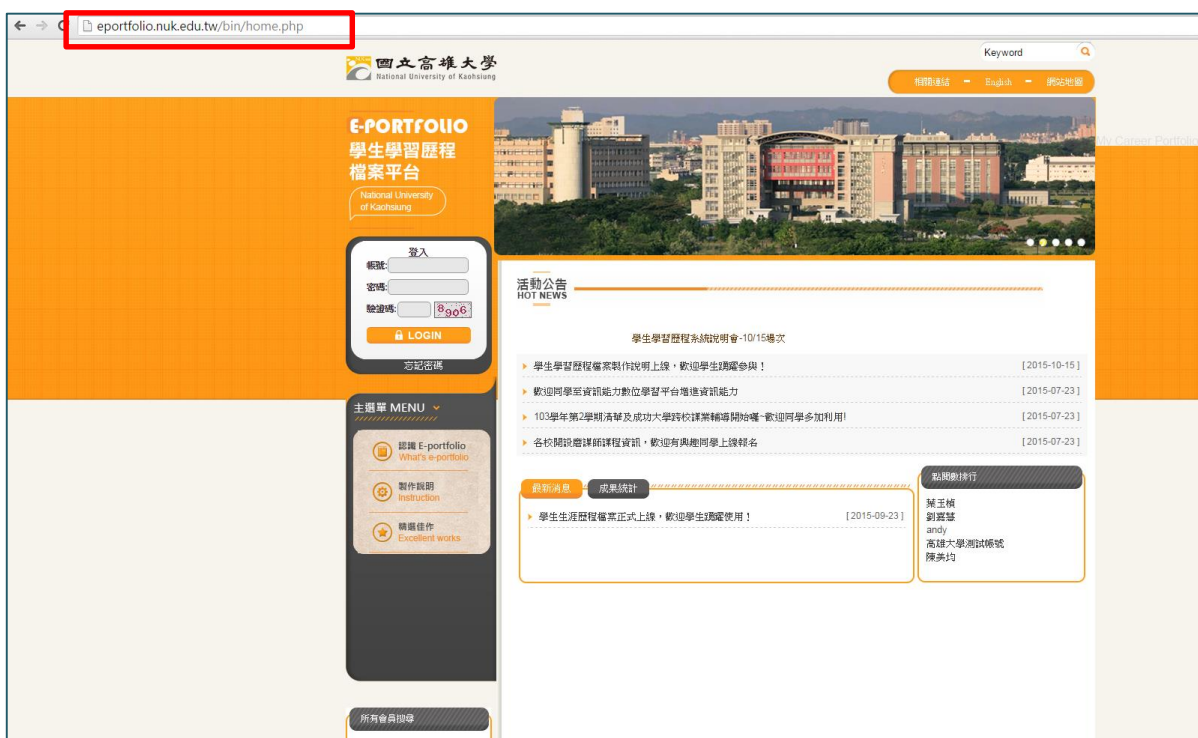 eportfolio.nuk.edu.tw/bin/home.php
國立高雄大學
National University of Kaohsiung
Keyword
相關連結 - English - 網站地圖
E-PORTFOLIO
學生學習歷程
檔案平台
National University
of Kaohsiung
My Career Portfolio
登入
帳號:
密碼:
驗證碼:
8906
LOGIN
忘記密碼
主選單 MENU
認識 E-portfolio
What's e-portfolio
製作說明
Instruction
精選佳作
Excellent works
所有會員搜尋
活動公告
HOT NEWS
學生學習歷程系統說明會-10/15場次
學生學習歷程檔案製作說明上線，歡迎學生踴躍參與！ [2015-10-15]
歡迎同學至資訊能力數位學習平台增進資訊能力 [2015-07-23]
103學年第2學期清華及成功大學跨校課業輔導開始囉~歡迎同學多加利用! [2015-07-23]
各校開設磨課師課程資訊，歡迎有興趣同學上線報名 [2015-07-23]
最新消息 成果統計
學生生涯歷程檔案正式上線，歡迎學生踴躍使用！ [2015-09-23]
點閱數排行
葉玉楨
劉嘉慧
andy
高雄大學測試帳號
陳美均